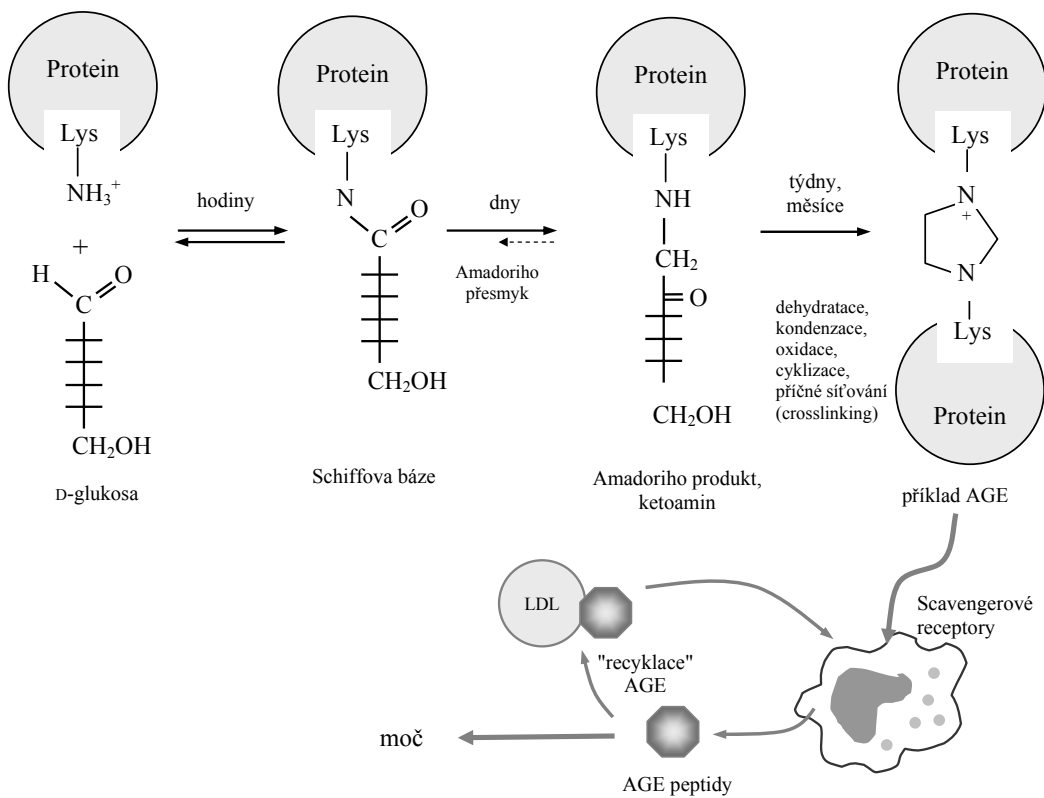 Protein
Lys
NH₃⁺
+
H
C
O
CH₂OH
D-glukosa
hodiny
Protein
Lys
N
C
O
CH₂OH
Schiffova báze
dny
Amadoriho
přesmyk
Protein
Lys
NH
CH₂
O
CH₂OH
Amadoriho produkt,
ketoamin
týdny,
měsíce
dehydratace,
kondenzace,
oxidace,
cyklizace,
příčné síťování
(crosslinking)
Protein
Lys
N
+
N
Lys
Protein
příklad AGE
LDL
Scavengerové
receptory
"recyklace"
AGE
moč
AGE peptidy